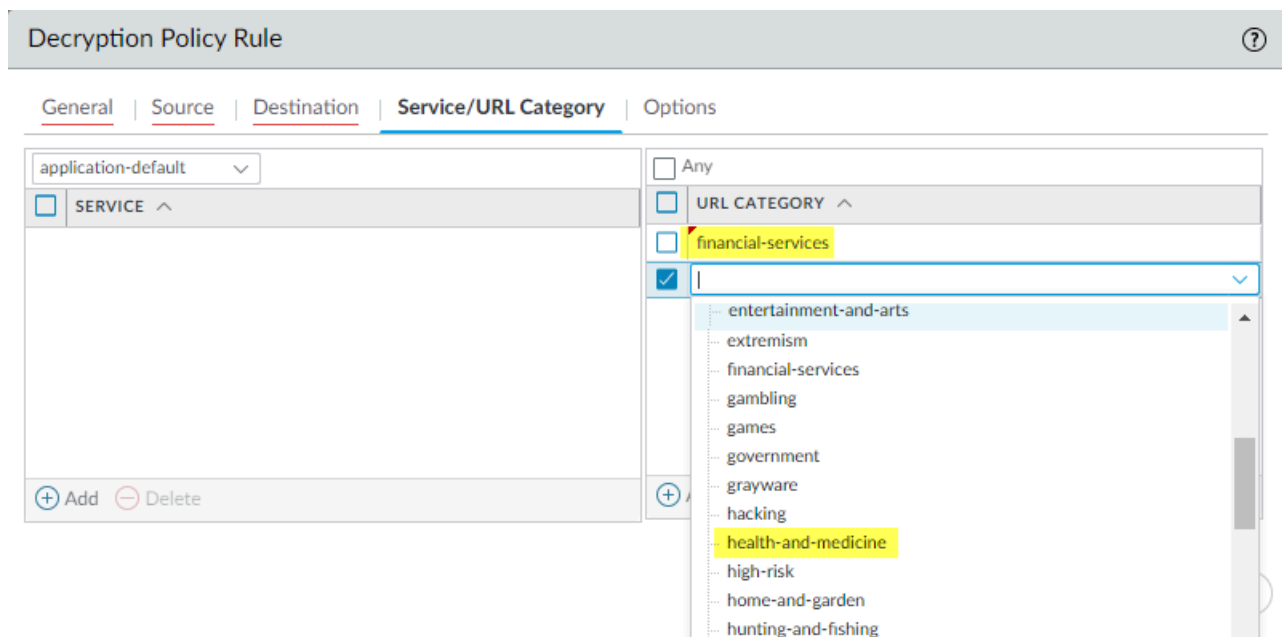 Decryption Policy Rule
General | Source | Destination | Service/URL Category | Options
application-default
SERVICE
Add Delete
Any
URL CATEGORY
financial-services
entertainment-and-arts
extremism
financial-services
gambling
games
government
grayware
hacking
health-and-medicine
high-risk
home-and-garden
hunting-and-fishing